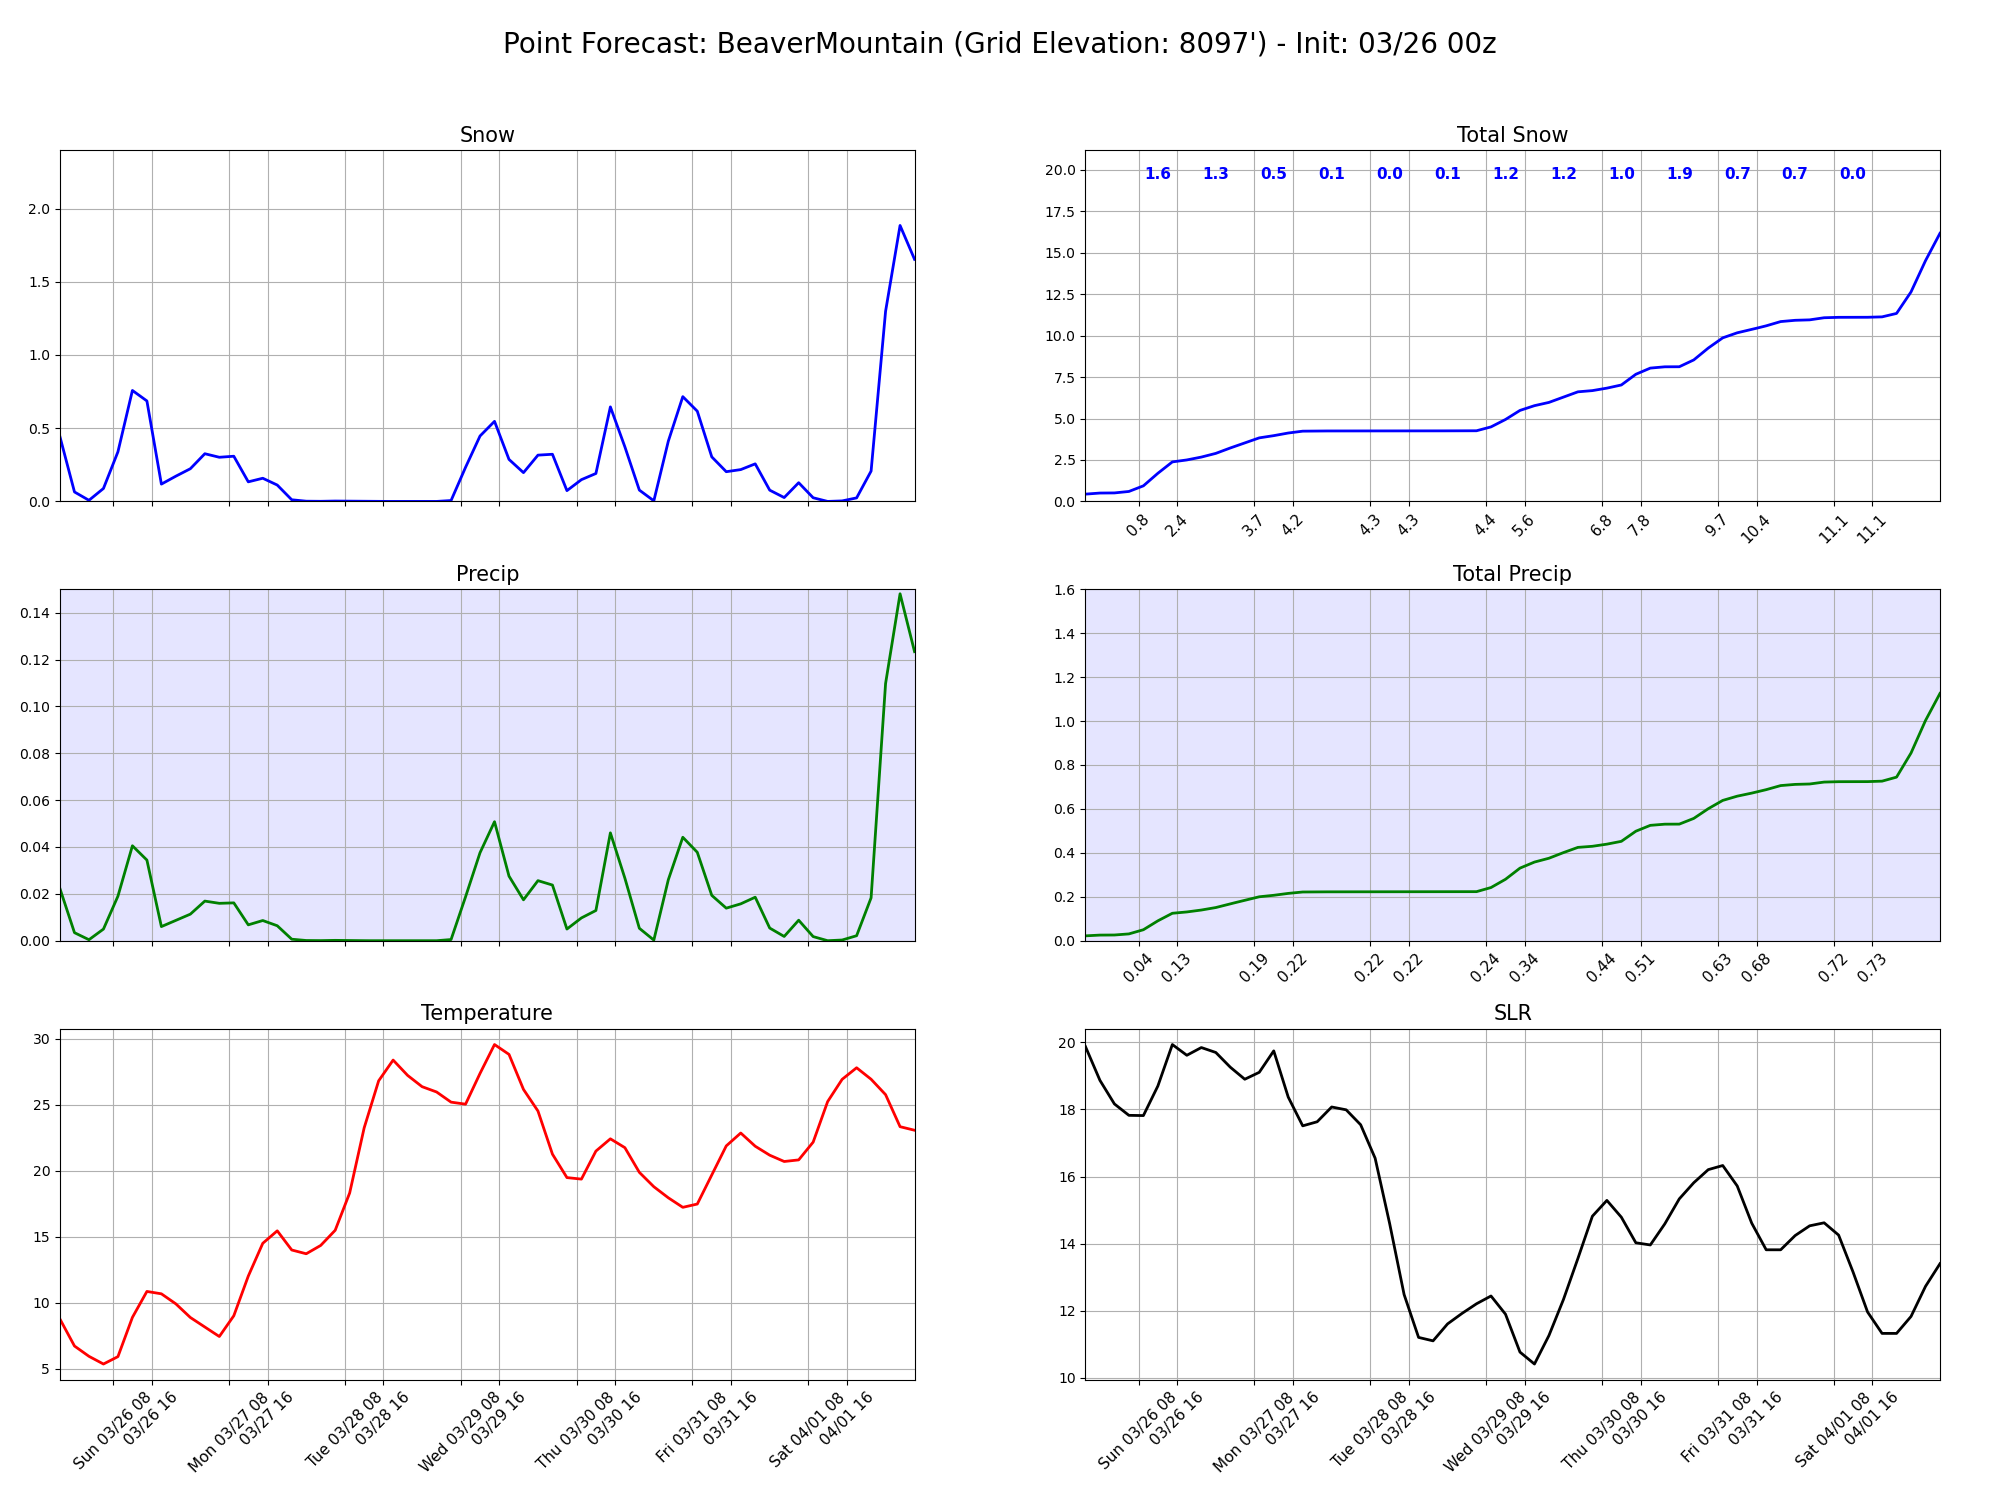 Point Forecast: BeaverMountain (Grid Elevation: 8097') - Init: 03/26 00z
Snow
2.0
1.5
1.0
0.5
0.0
Total Snow
20.0
17.5
15.0
12.5
10.0
7.5
5.0
2.5
0.0
1.6 1.3 0.5 0.1 0.0 0.1 1.2 1.2 1.0 1.9 0.7 0.7 0.0
0.8 2.4 3.7 4.2 4.3 4.3 4.4 5.6 6.8 7.8 9.7 10.4 11.1 11.1
Precip
0.14
0.12
0.10
0.08
0.06
0.04
0.02
0.00
Total Precip
1.6
1.4
1.2
1.0
0.8
0.6
0.4
0.2
0.0
0.04 0.13 0.19 0.22 0.22 0.22 0.24 0.34 0.44 0.51 0.63 0.68 0.72 0.73
Temperature
30
25
20
15
10
5
Sun 03/26 08
03/26 16
Mon 03/27 08
03/27 16
Tue 03/28 08
03/28 16
Wed 03/29 08
03/29 16
Thu 03/30 08
03/30 16
Fri 03/31 08
03/31 16
Sat 04/01 08
04/01 16
SLR
20
18
16
14
12
10
Sun 03/26 08
03/26 16
Mon 03/27 08
03/27 16
Tue 03/28 08
03/28 16
Wed 03/29 08
03/29 16
Thu 03/30 08
03/30 16
Fri 03/31 08
03/31 16
Sat 04/01 08
04/01 16